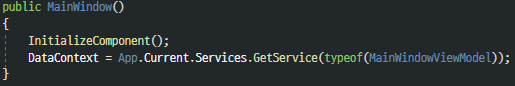 public MainWindow()
{
InitializeComponent();
DataContext = App.Current.Services.GetService(typeof(MainWindowViewModel));
}